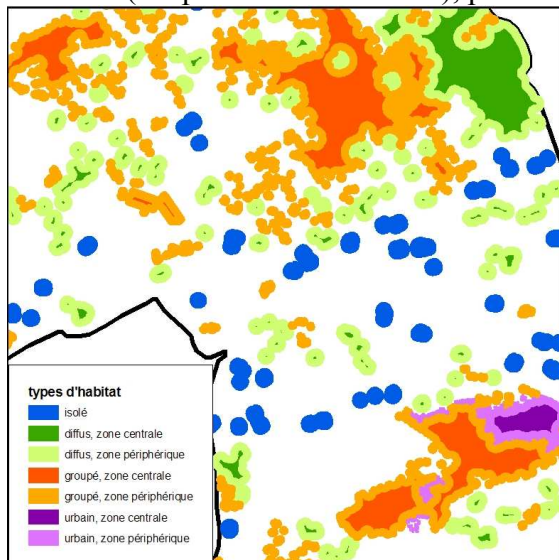 types d'habitat
isolé
diffus, zone centrale
diffus, zone périphérique
groupé, zone centrale
groupé, zone périphérique
urbain, zone centrale
urbain, zone périphérique